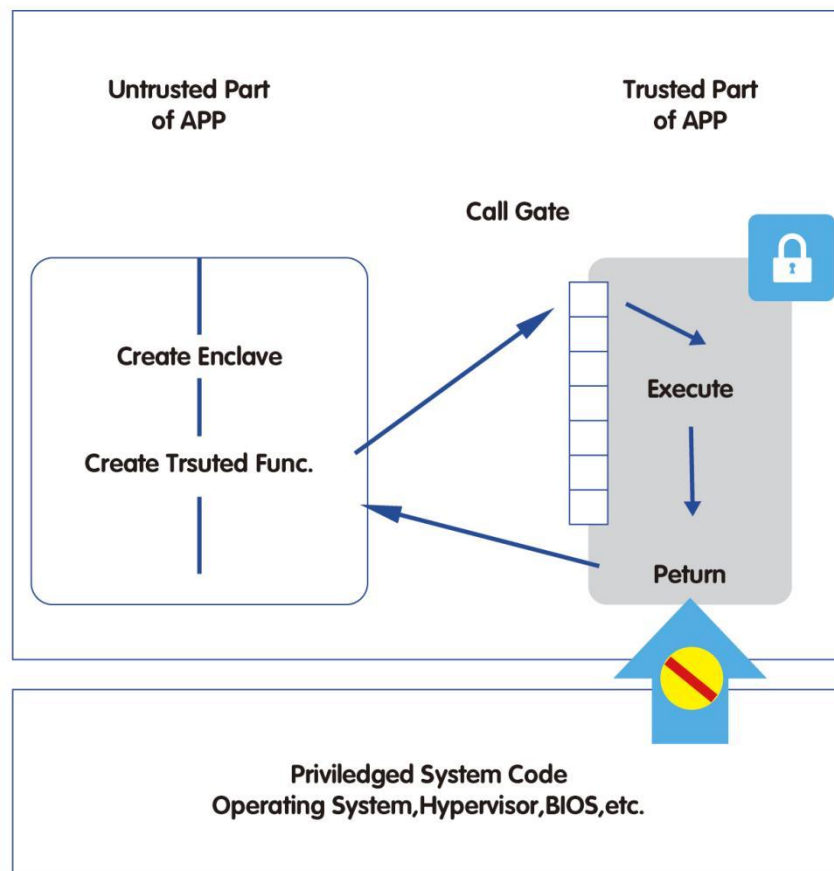 Untrusted Part
of APP
Trusted Part
of APP
Call Gate
Create Enclave
Create Trsuted Func.
Execute
Peturn
Priviledged System Code
Operating System,Hypervisor,BIOS,etc.